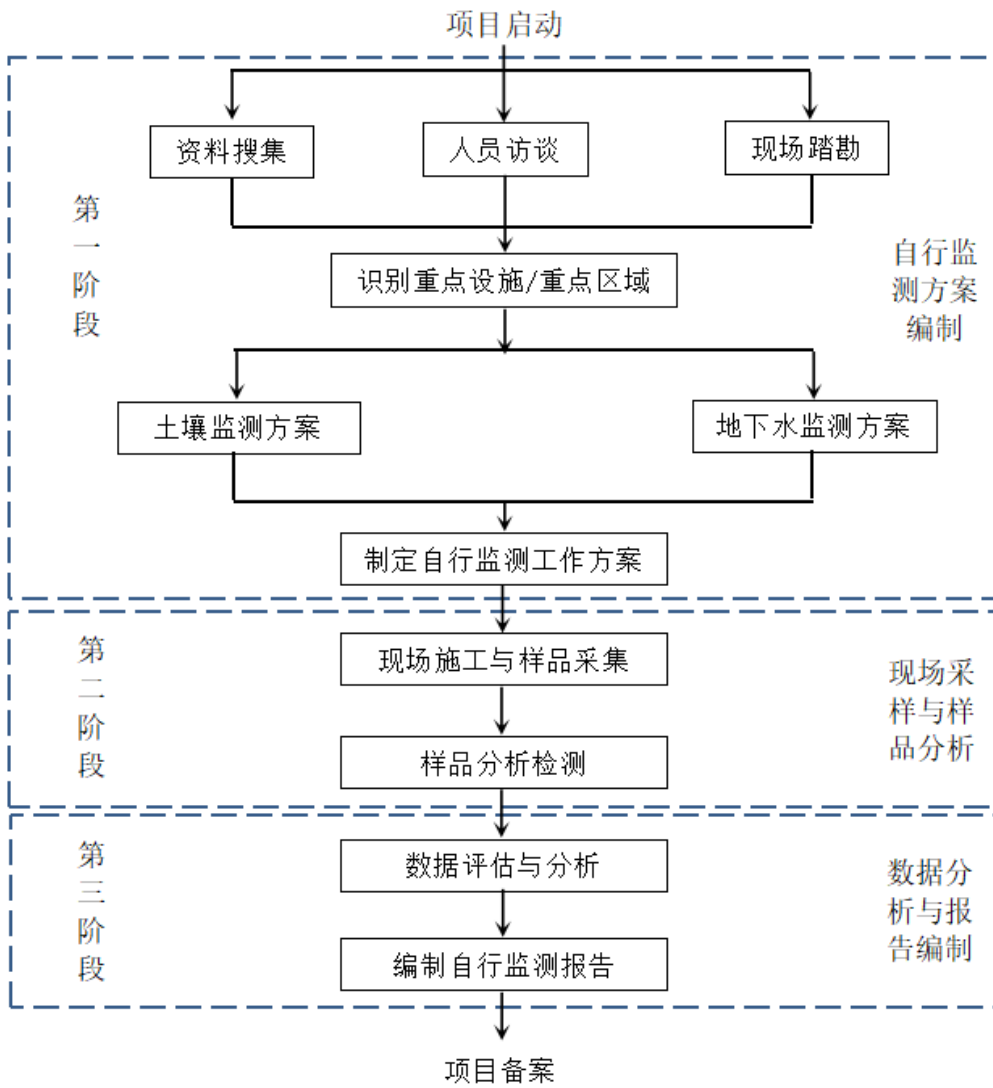 项目启动
资料搜集
人员访谈
现场踏勘
第
一
阶
段
自行监
测方案
编制
识别重点设施/重点区域
土壤监测方案
地下水监测方案
制定自行监测工作方案
第
二
阶
段
现场施工与样品采集
现场采
样与样
品分析
样品分析检测
第
三
阶
段
数据评估与分析
数据分
析与报
告编制
编制自行监测报告
项目备案